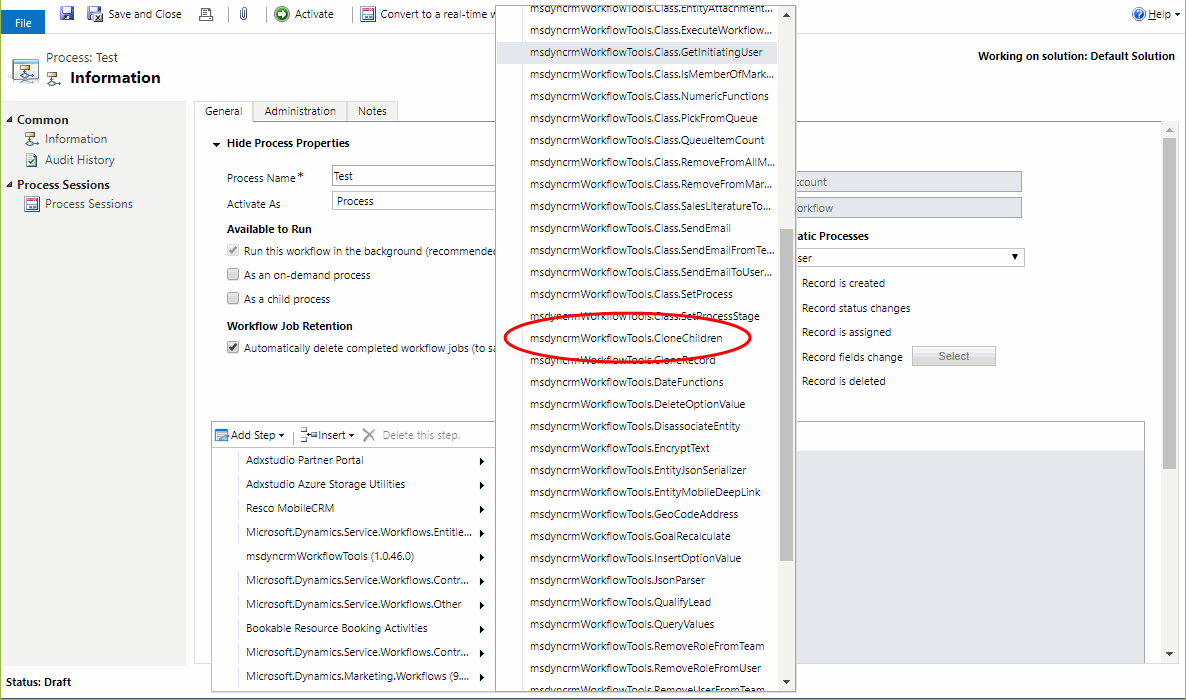 File
Save and Close
Activate
Convert to a real-time w
Help
Process: Test
Information
Working on solution: Default Solution
Common
Information
Audit History
Process Sessions
Process Sessions
General
Administration
Notes
Hide Process Properties
Process Name*
Test
Activate As
Process
Available to Run
Run this workflow in the background (recommended
As an on-demand process
As a child process
Workflow Job Retention
Automatically delete completed workflow jobs (to sa
Add Step
Insert
Delete this step.
Adxstudio Partner Portal
Adxstudio Azure Storage Utilities
Resco MobileCRM
Microsoft.Dynamics.Service.Workflows.Entitle...
msdyncrmWorkflowTools (1.0.46.0)
Microsoft.Dynamics.Service.Workflows.Contr...
Microsoft.Dynamics.Service.Workflows.Other
Bookable Resource Booking Activities
Microsoft.Dynamics.Service.Workflows.Contr...
Microsoft.Dynamics.Marketing.Workflows (9....
msdyncrmWorkflowTools.Class.EntityAttachment...
msdyncrmWorkflowTools.Class.ExecuteWorkflow...
msdyncrmWorkflowTools.Class.GetInitiatingUser
msdyncrmWorkflowTools.Class.IsMemberOfMark...
msdyncrmWorkflowTools.Class.NumericFunctions
msdyncrmWorkflowTools.Class.PickFromQueue
msdyncrmWorkflowTools.Class.QueueItemCount
msdyncrmWorkflowTools.Class.RemoveFromAllM...
msdyncrmWorkflowTools.Class.RemoveFromMar...
msdyncrmWorkflowTools.Class.SalesLiteratureTo...
msdyncrmWorkflowTools.Class.SendEmail
msdyncrmWorkflowTools.Class.SendEmailFromTe...
msdyncrmWorkflowTools.Class.SendEmailToUser...
msdyncrmWorkflowTools.Class.SetProcess
msdyncrmWorkflowTools.Class.SetProcessStage
msdyncrmWorkflowTools.CloneChildren
msdyncrmWorkflowTools.CloneRecord
msdyncrmWorkflowTools.DateFunctions
msdyncrmWorkflowTools.DeleteOptionValue
msdyncrmWorkflowTools.DisassociateEntity
msdyncrmWorkflowTools.EncryptText
msdyncrmWorkflowTools.EntityJsonSerializer
msdyncrmWorkflowTools.EntityMobileDeepLink
msdyncrmWorkflowTools.GeoCodeAddress
msdyncrmWorkflowTools.GoalRecalculate
msdyncrmWorkflowTools.InsertOptionValue
msdyncrmWorkflowTools.JsonParser
msdyncrmWorkflowTools.QualifyLead
msdyncrmWorkflowTools.QueryValues
msdyncrmWorkflowTools.RemoveRoleFromTeam
msdyncrmWorkflowTools.RemoveRoleFromUser
msdyncrmWorkflowTools.RemoveUserFromTeam
ccount
orkflow
atic Processes
ser
Record is created
Record status changes
Record is assigned
Record fields change
Select
Record is deleted
Status: Draft